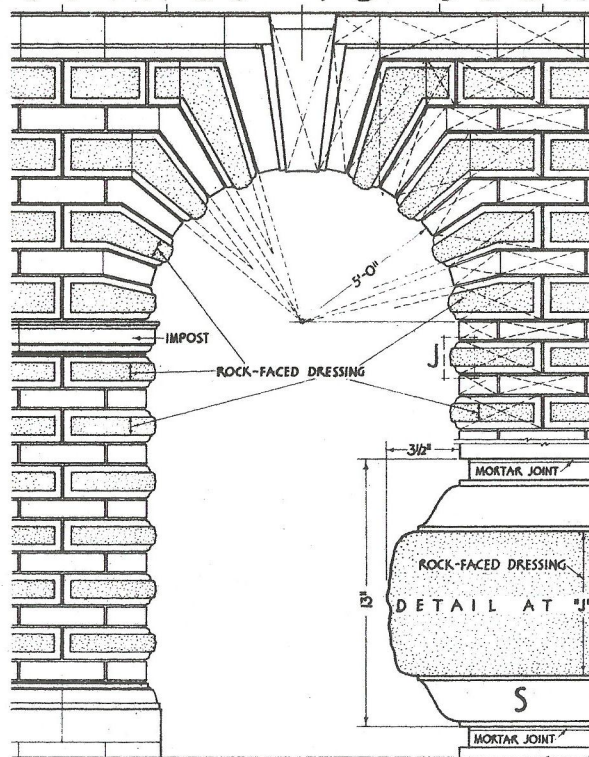 5'-0"
IMPOST
J
ROCK-FACED DRESSING
3½"
MORTAR JOINT
ROCK-FACED DRESSING
13"
DETAIL AT "J"
S
MORTAR JOINT